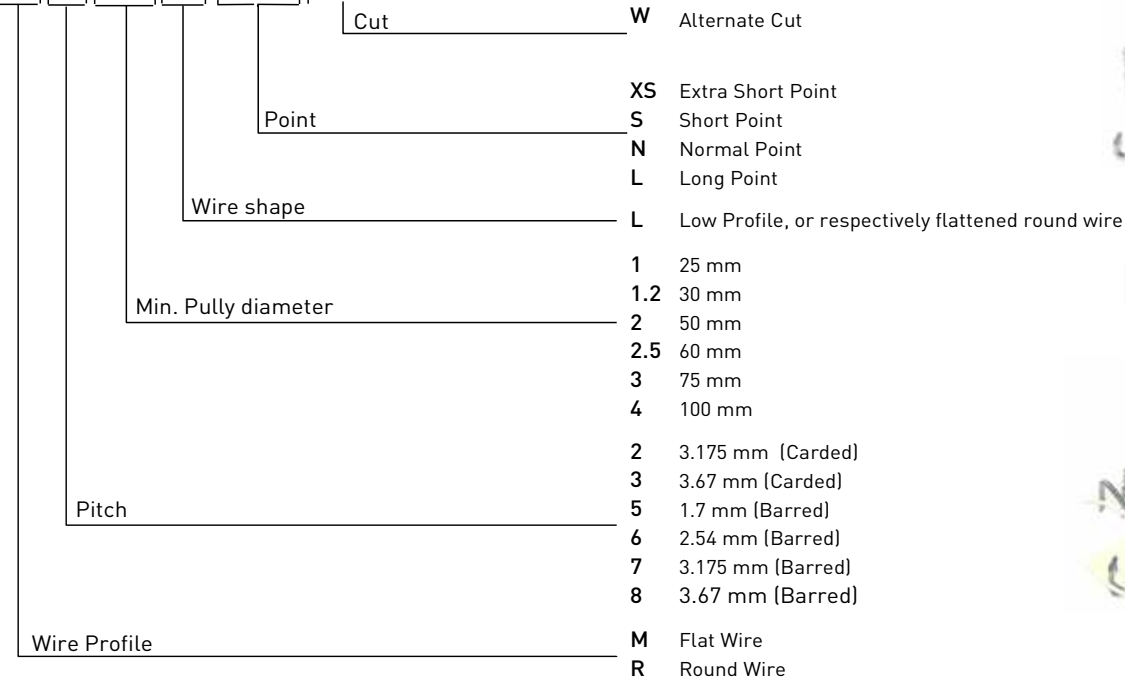 Cut
W Alternate Cut
XS Extra Short Point
Point
S Short Point
N Normal Point
L Long Point
Wire shape
L Low Profile, or respectively flattened round wire
1 25 mm
1.2 30 mm
Min. Pully diameter
2 50 mm
2.5 60 mm
3 75 mm
4 100 mm
2 3.175 mm (Carded)
3 3.67 mm (Carded)
Pitch
5 1.7 mm (Barred)
6 2.54 mm (Barred)
7 3.175 mm (Barred)
8 3.67 mm (Barred)
Wire Profile
M Flat Wire
R Round Wire